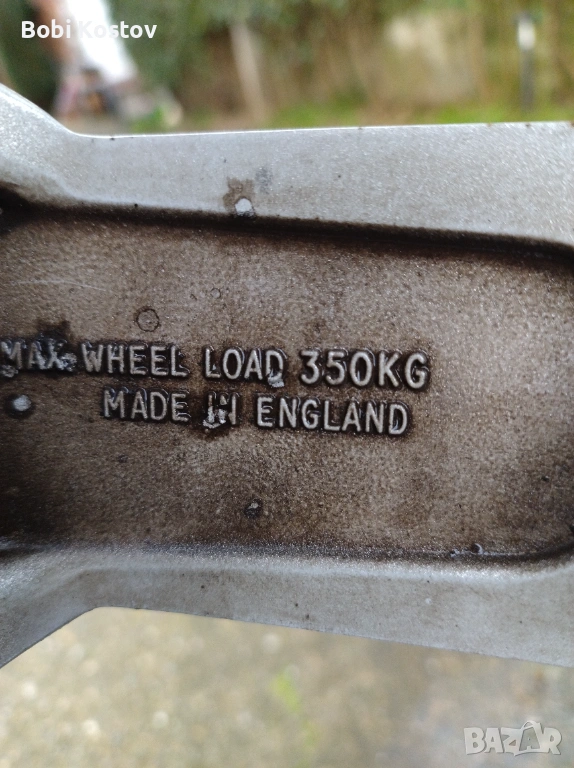 Bobi Kostov
MAX. WHEEL LOAD 350KG
MADE IN ENGLAND
BAZAR